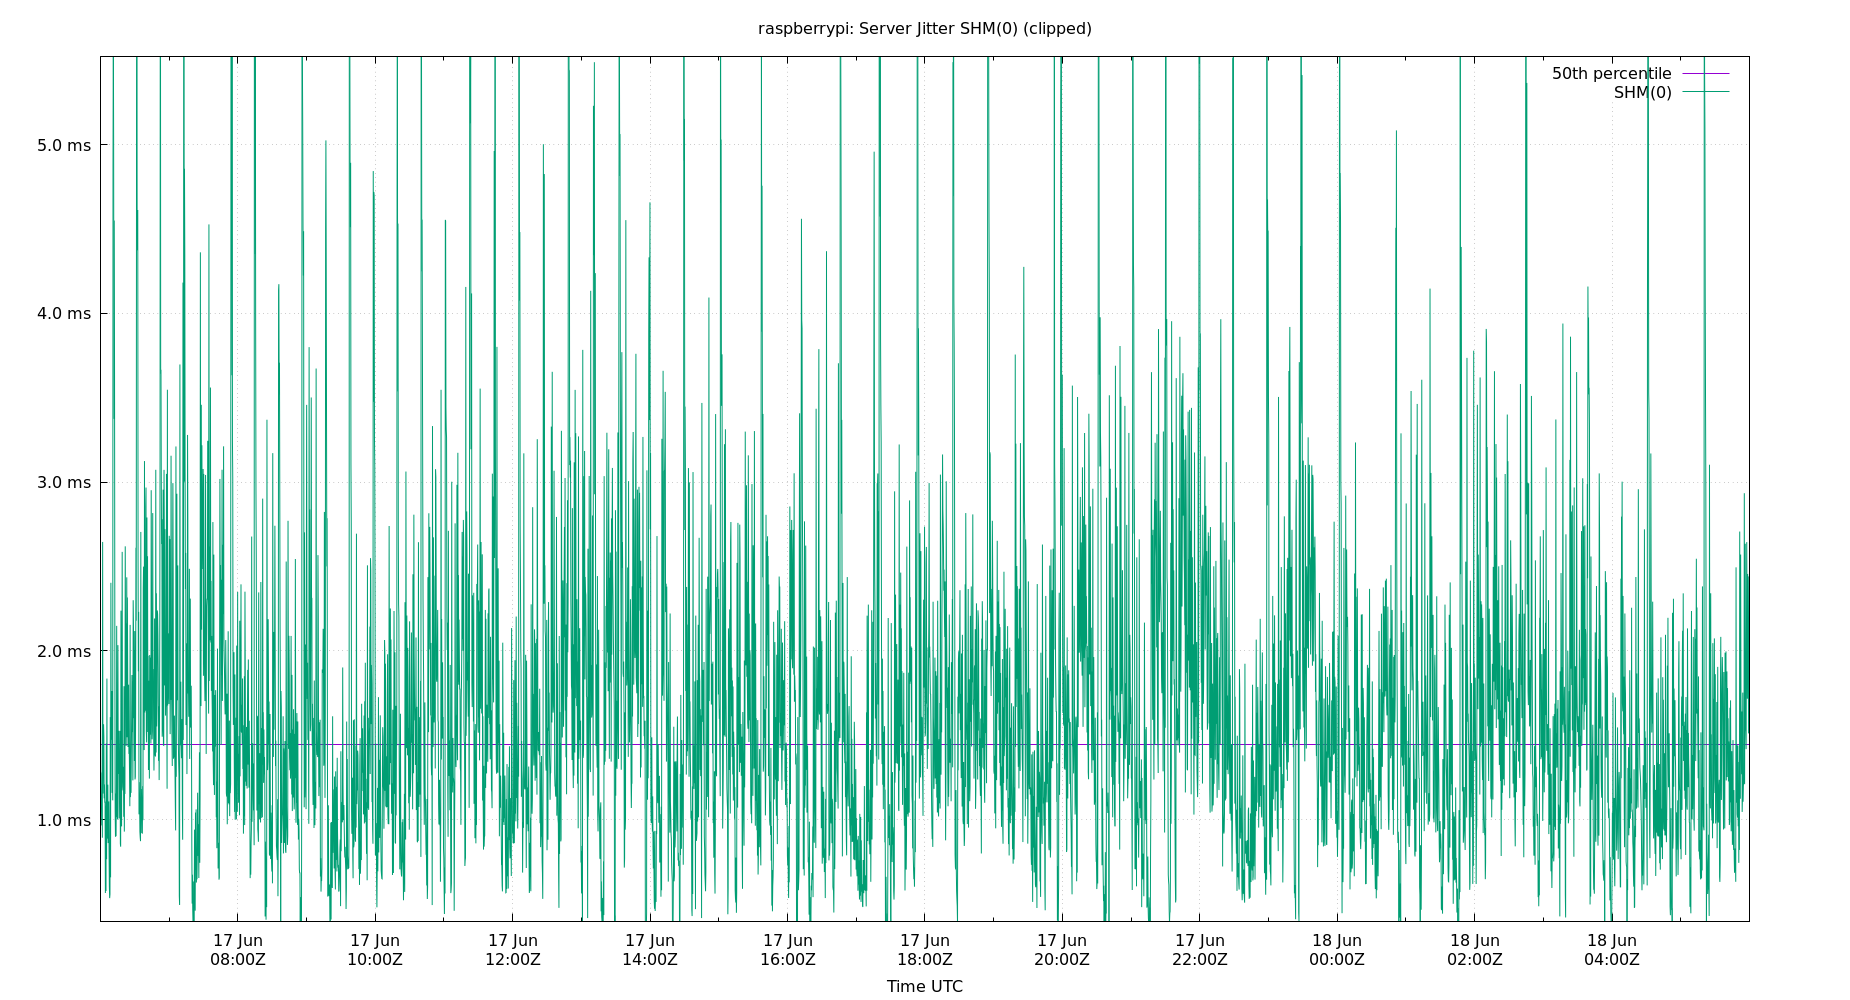 raspberrypi: Server Jitter SHM(0) (clipped)
50th percentile
SHM(0)
5.0 ms
4.0 ms
3.0 ms
2.0 ms
1.0 ms
17 Jun 17 Jun 17 Jun 17 Jun 17 Jun 17 Jun 17 Jun 17 Jun 18 Jun 18 Jun 18 Jun
08:00Z 10:00Z 12:00Z 14:00Z 16:00Z 18:00Z 20:00Z 22:00Z 00:00Z 02:00Z 04:00Z
Time UTC